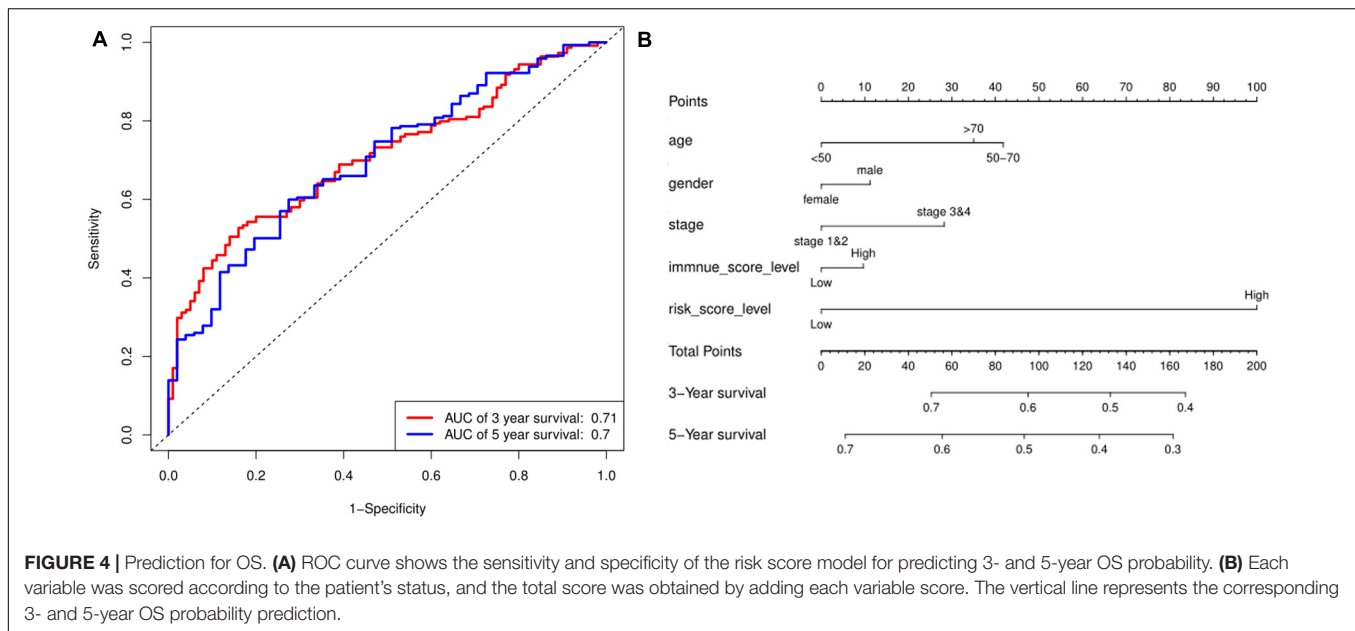 A
Sensitivity
0.0 0.2 0.4 0.6 0.8 1.0
AUC of 3 year survival: 0.71
AUC of 5 year survival: 0.7
0.0 0.2 0.4 0.6 0.8 1.0
1−Specificity
B
Points
0 10 20 30 40 50 60 70 80 90 100
age
>70
<50 50−70
gender
male
female
stage
stage 3&4
stage 1&2
immnue_score_level
High
Low
risk_score_level
High
Low
Total Points
0 20 40 60 80 100 120 140 160 180 200
3−Year survival
0.7 0.6 0.5 0.4
5−Year survival
0.7 0.6 0.5 0.4 0.3
FIGURE 4 | Prediction for OS. (A) ROC curve shows the sensitivity and specificity of the risk score model for predicting 3- and 5-year OS probability. (B) Each
variable was scored according to the patient's status, and the total score was obtained by adding each variable score. The vertical line represents the corresponding
3- and 5-year OS probability prediction.